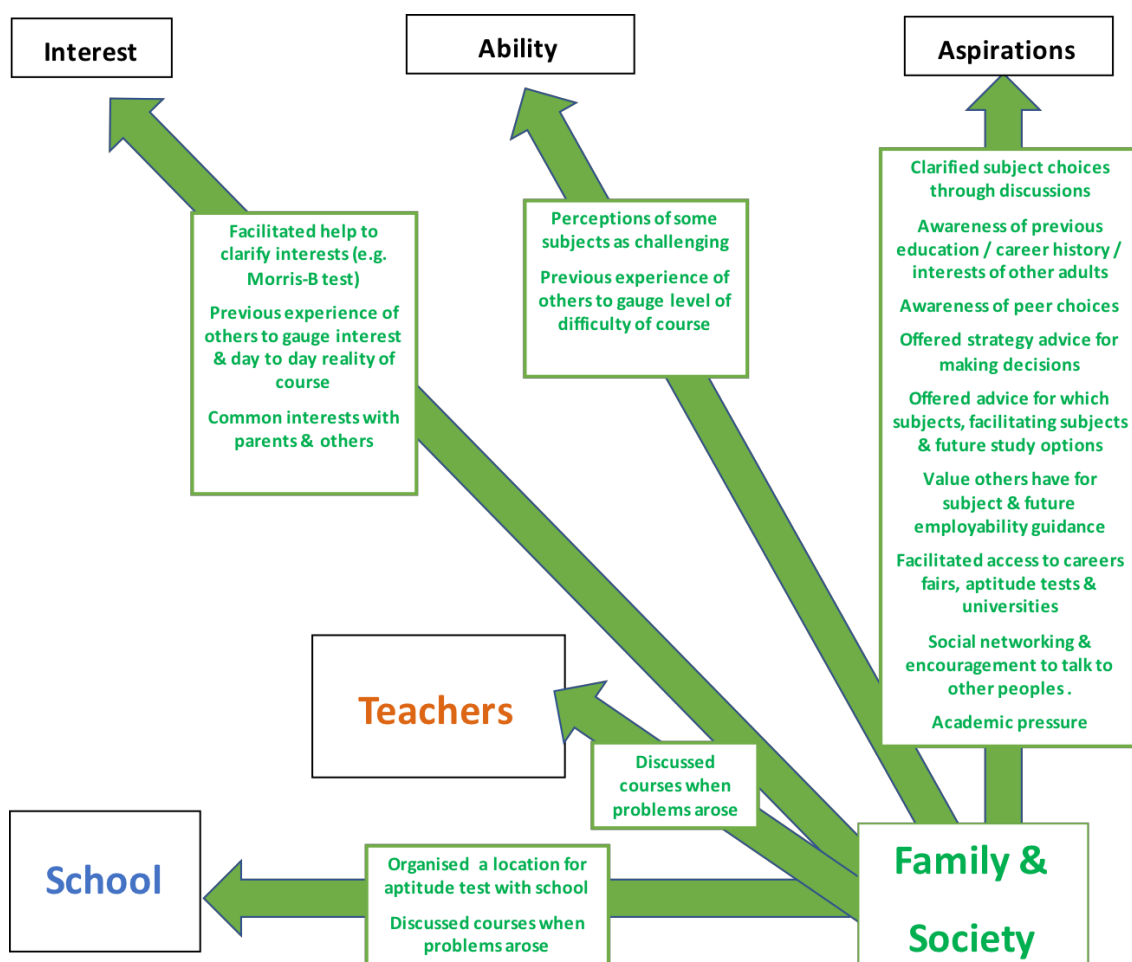 Interest
Ability
Aspirations
Facilitated help to
clarify interests (e.g.
Morris-B test)
Previous experience of
others to gauge interest
& day to day reality of
course
Common interests with
parents & others
Perceptions of some
subjects as challenging
Previous experience of
others to gauge level of
difficulty of course
Clarified subject choices
through discussions
Awareness of previous
education / career history /
interests of other adults
Awareness of peer choices
Offered strategy advice for
making decisions
Offered advice for which
subjects, facilitating subjects
& future study options
Value others have for
subject & future
employability guidance
Facilitated access to careers
fairs, aptitude tests &
universities
Social networking &
encouragement to talk to
other peoples .
Academic pressure
Teachers
Discussed
courses when
problems arose
School
Organised a location for
aptitude test with school
Discussed courses when
problems arose
Family &
Society